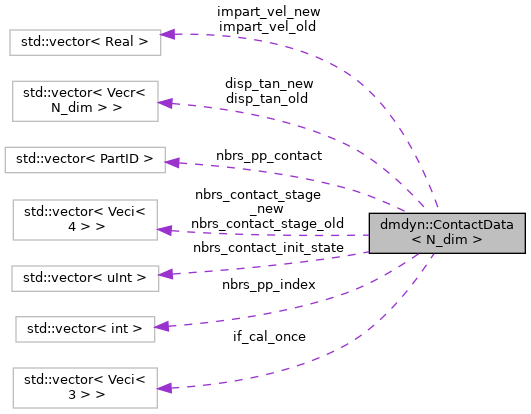 impart_vel_new
impart_vel_old
std::vector< Real >
disp_tan_new
disp_tan_old
std::vector< Vecr<
N_dim > >
nbrs_pp_contact
std::vector< PartID >
nbrs_contact_stage
_new
nbrs_contact_stage_old
std::vector< Veci<
4 > >
dmdyn::ContactData
< N_dim >
nbrs_contact_init_state
std::vector< uInt >
nbrs_pp_index
std::vector< int >
if_cal_once
std::vector< Veci<
3 > >